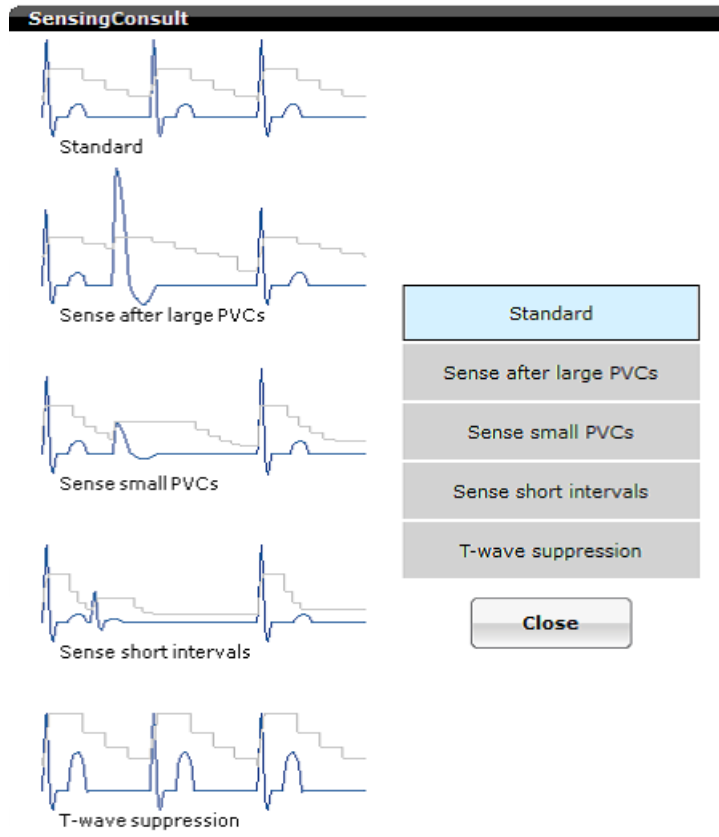 SensingConsult
Standard
Sense after large PVCs
Sense small PVCs
Sense short intervals
T-wave suppression
Standard
Sense after large PVCs
Sense small PVCs
Sense short intervals
T-wave suppression
Close